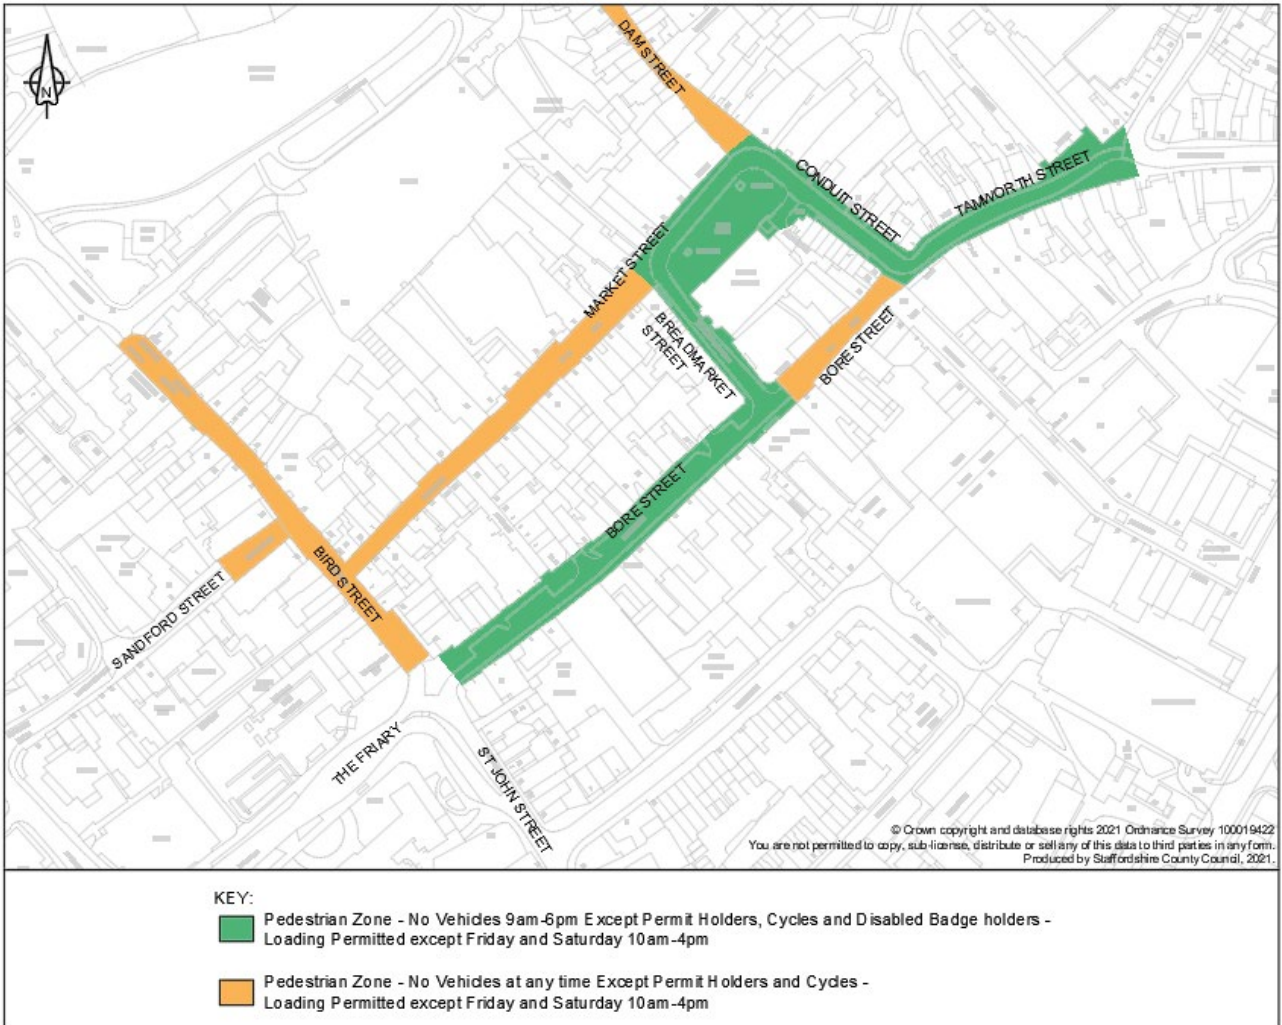 DAM STREET
CONDUIT STREET
TAMWORTH STREET
MARKET STREET
BREADMARKET
STREET
BORE STREET
BORE STREET
BIRD STREET
SANDFORD STREET
THE FRIARY
ST JOHN STREET
N
© Crown copyright and database rights 2021 Ordnance Survey 100019422
You are not permitted to copy, sub-license, distribute or sell any of this data to third parties in any form.
Produced by Staffordshire County Council, 2021.
KEY:
Pedestrian Zone - No Vehicles 9am-6pm Except Permit Holders, Cycles and Disabled Badge holders -
Loading Permitted except Friday and Saturday 10am-4pm
Pedestrian Zone - No Vehicles at any time Except Permit Holders and Cycles -
Loading Permitted except Friday and Saturday 10am-4pm